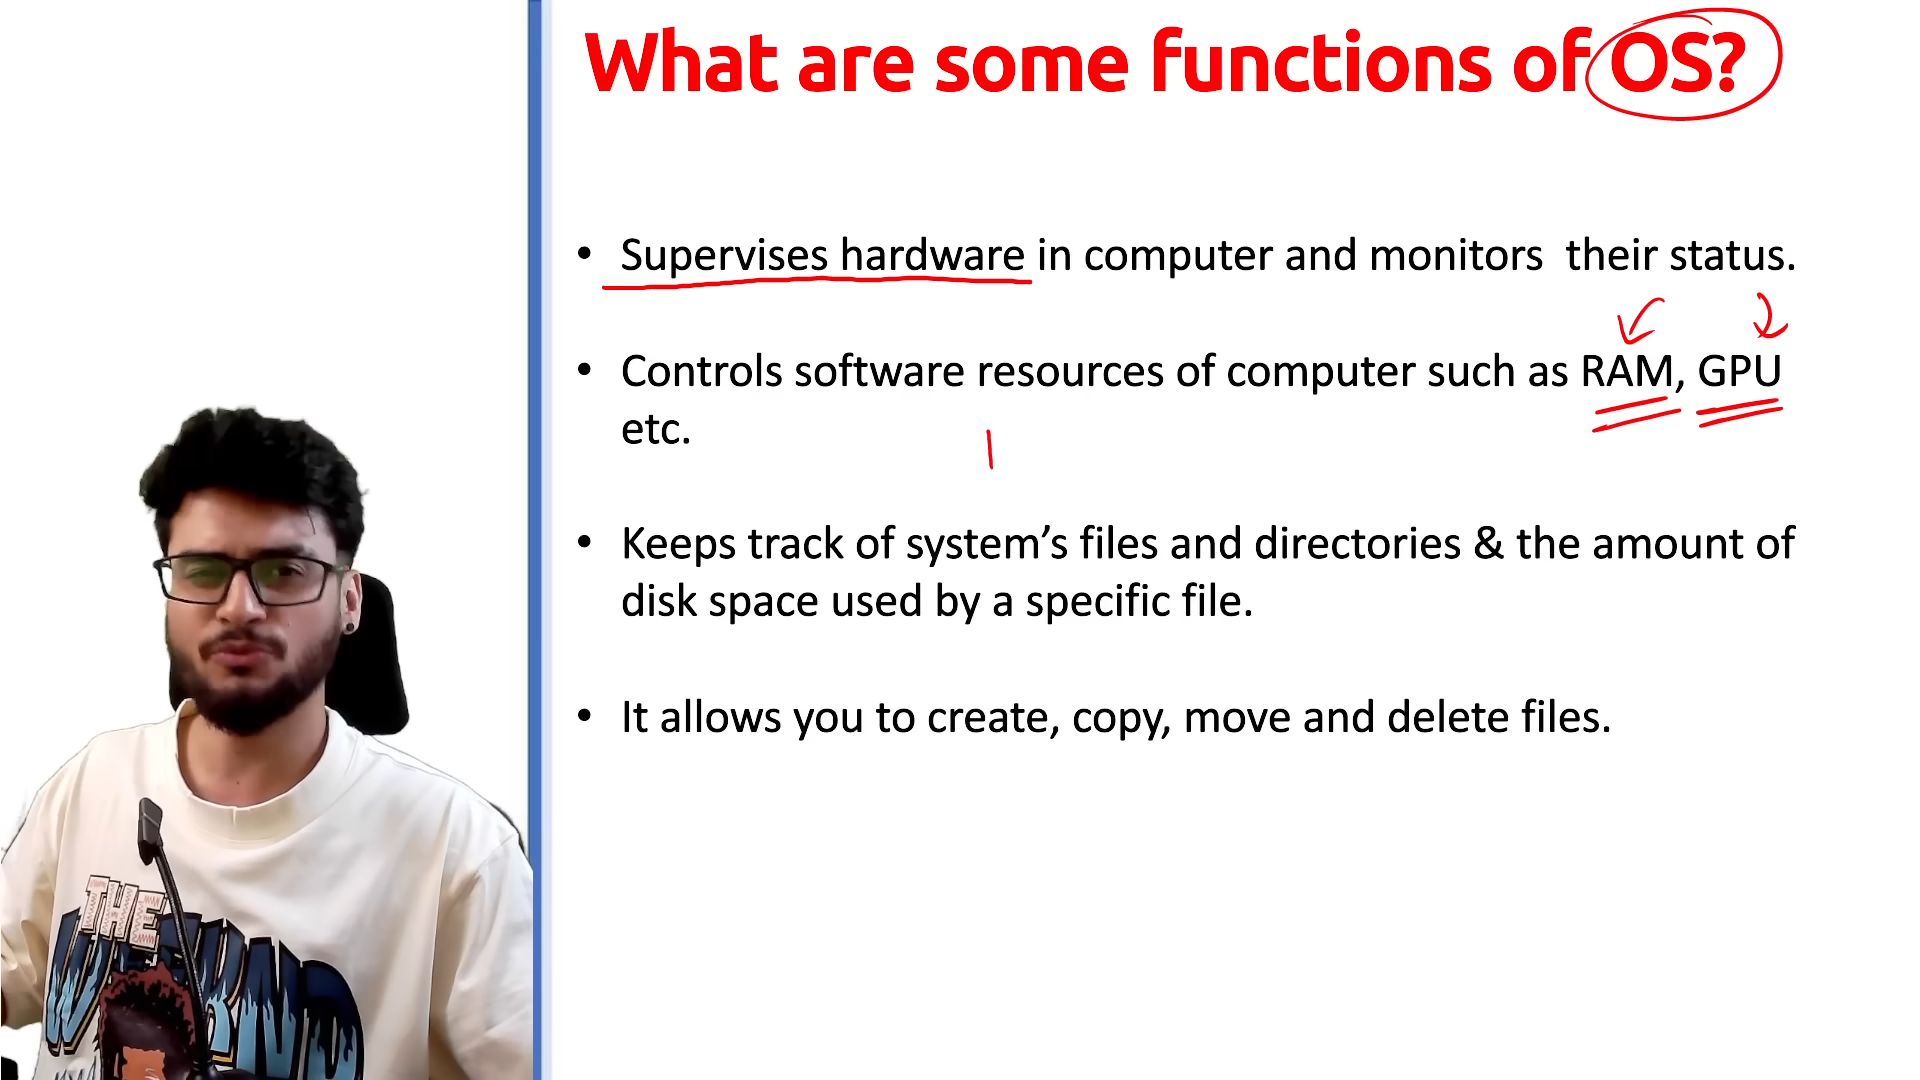 What are some functions of OS?
• Supervises hardware in computer and monitors  their status.
• Controls software resources of computer such as RAM, GPU
etc.
• Keeps track of system’s files and directories & the amount of
disk space used by a specific file.
• It allows you to create, copy, move and delete files.
THE